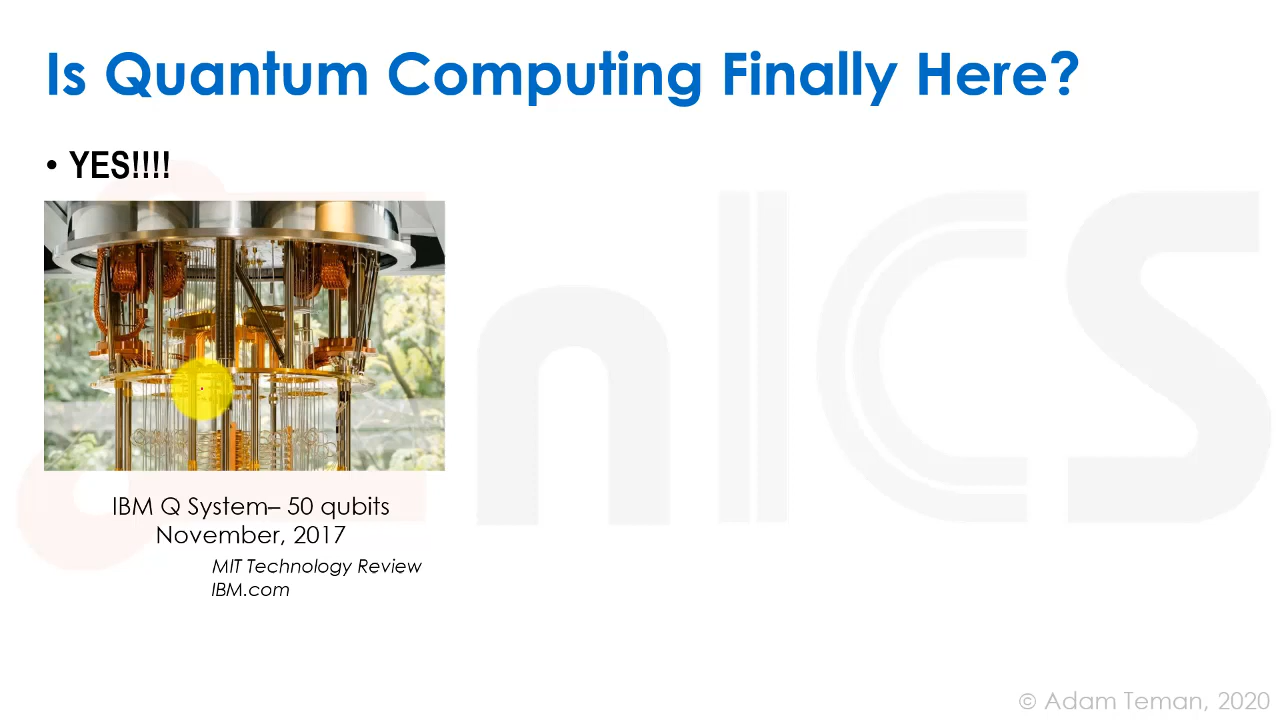 Is Quantum Computing Finally Here?
• YES!!!!
IBM Q System– 50 qubits
November, 2017
MIT Technology Review
IBM.com
EnICS
© Adam Teman, 2020